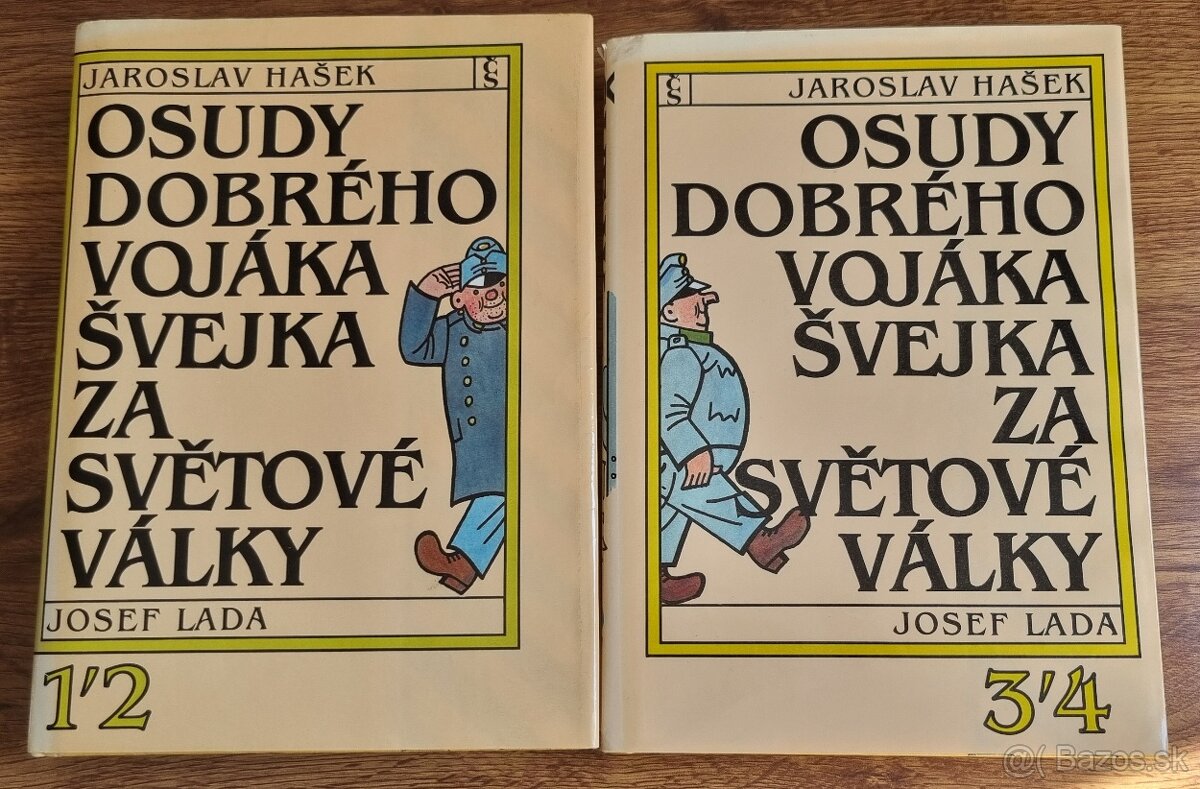 JAROSLAV HAŠEK
ČS
OSUDY
DOBRÉHO
VOJÁKA
ŠVEJKA
ZA
SVĚTOVÉ
VÁLKY
JOSEF LADA
1'2
ČS
JAROSLAV HAŠEK
OSUDY
DOBRÉHO
VOJÁKA
ŠVEJKA
ZA
SVĚTOVÉ
VÁLKY
JOSEF LADA
3'4
@( Bazos.sk